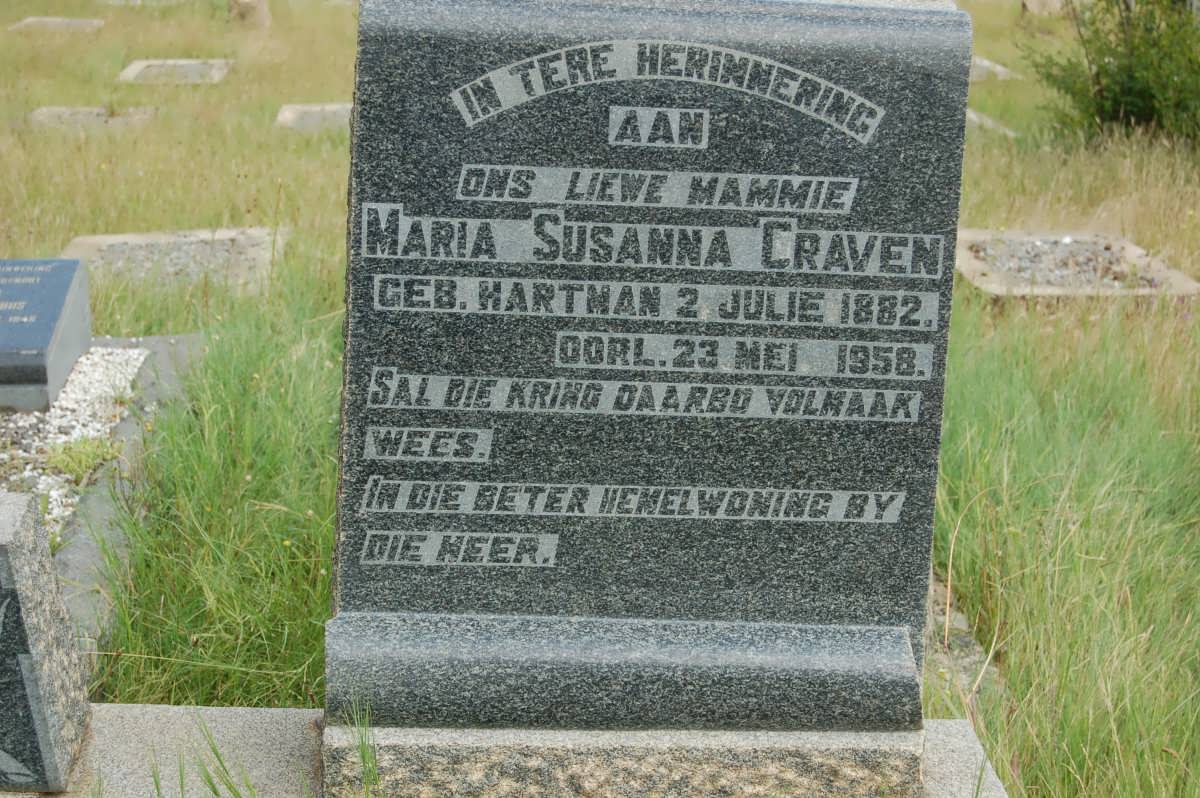 IN TERE HERINNERING
AAN
ONS LIEWE MAMMIE
MARIA SUSANNA CRAVEN
GEB. HARTMAN 2 JULIE 1882.
OORL. 23 MEI 1958.
SAL DIE KRING DAARBO VOLMAAK
WEES.
IN DIE BETER HEMELWONING BY
DIE HEER.